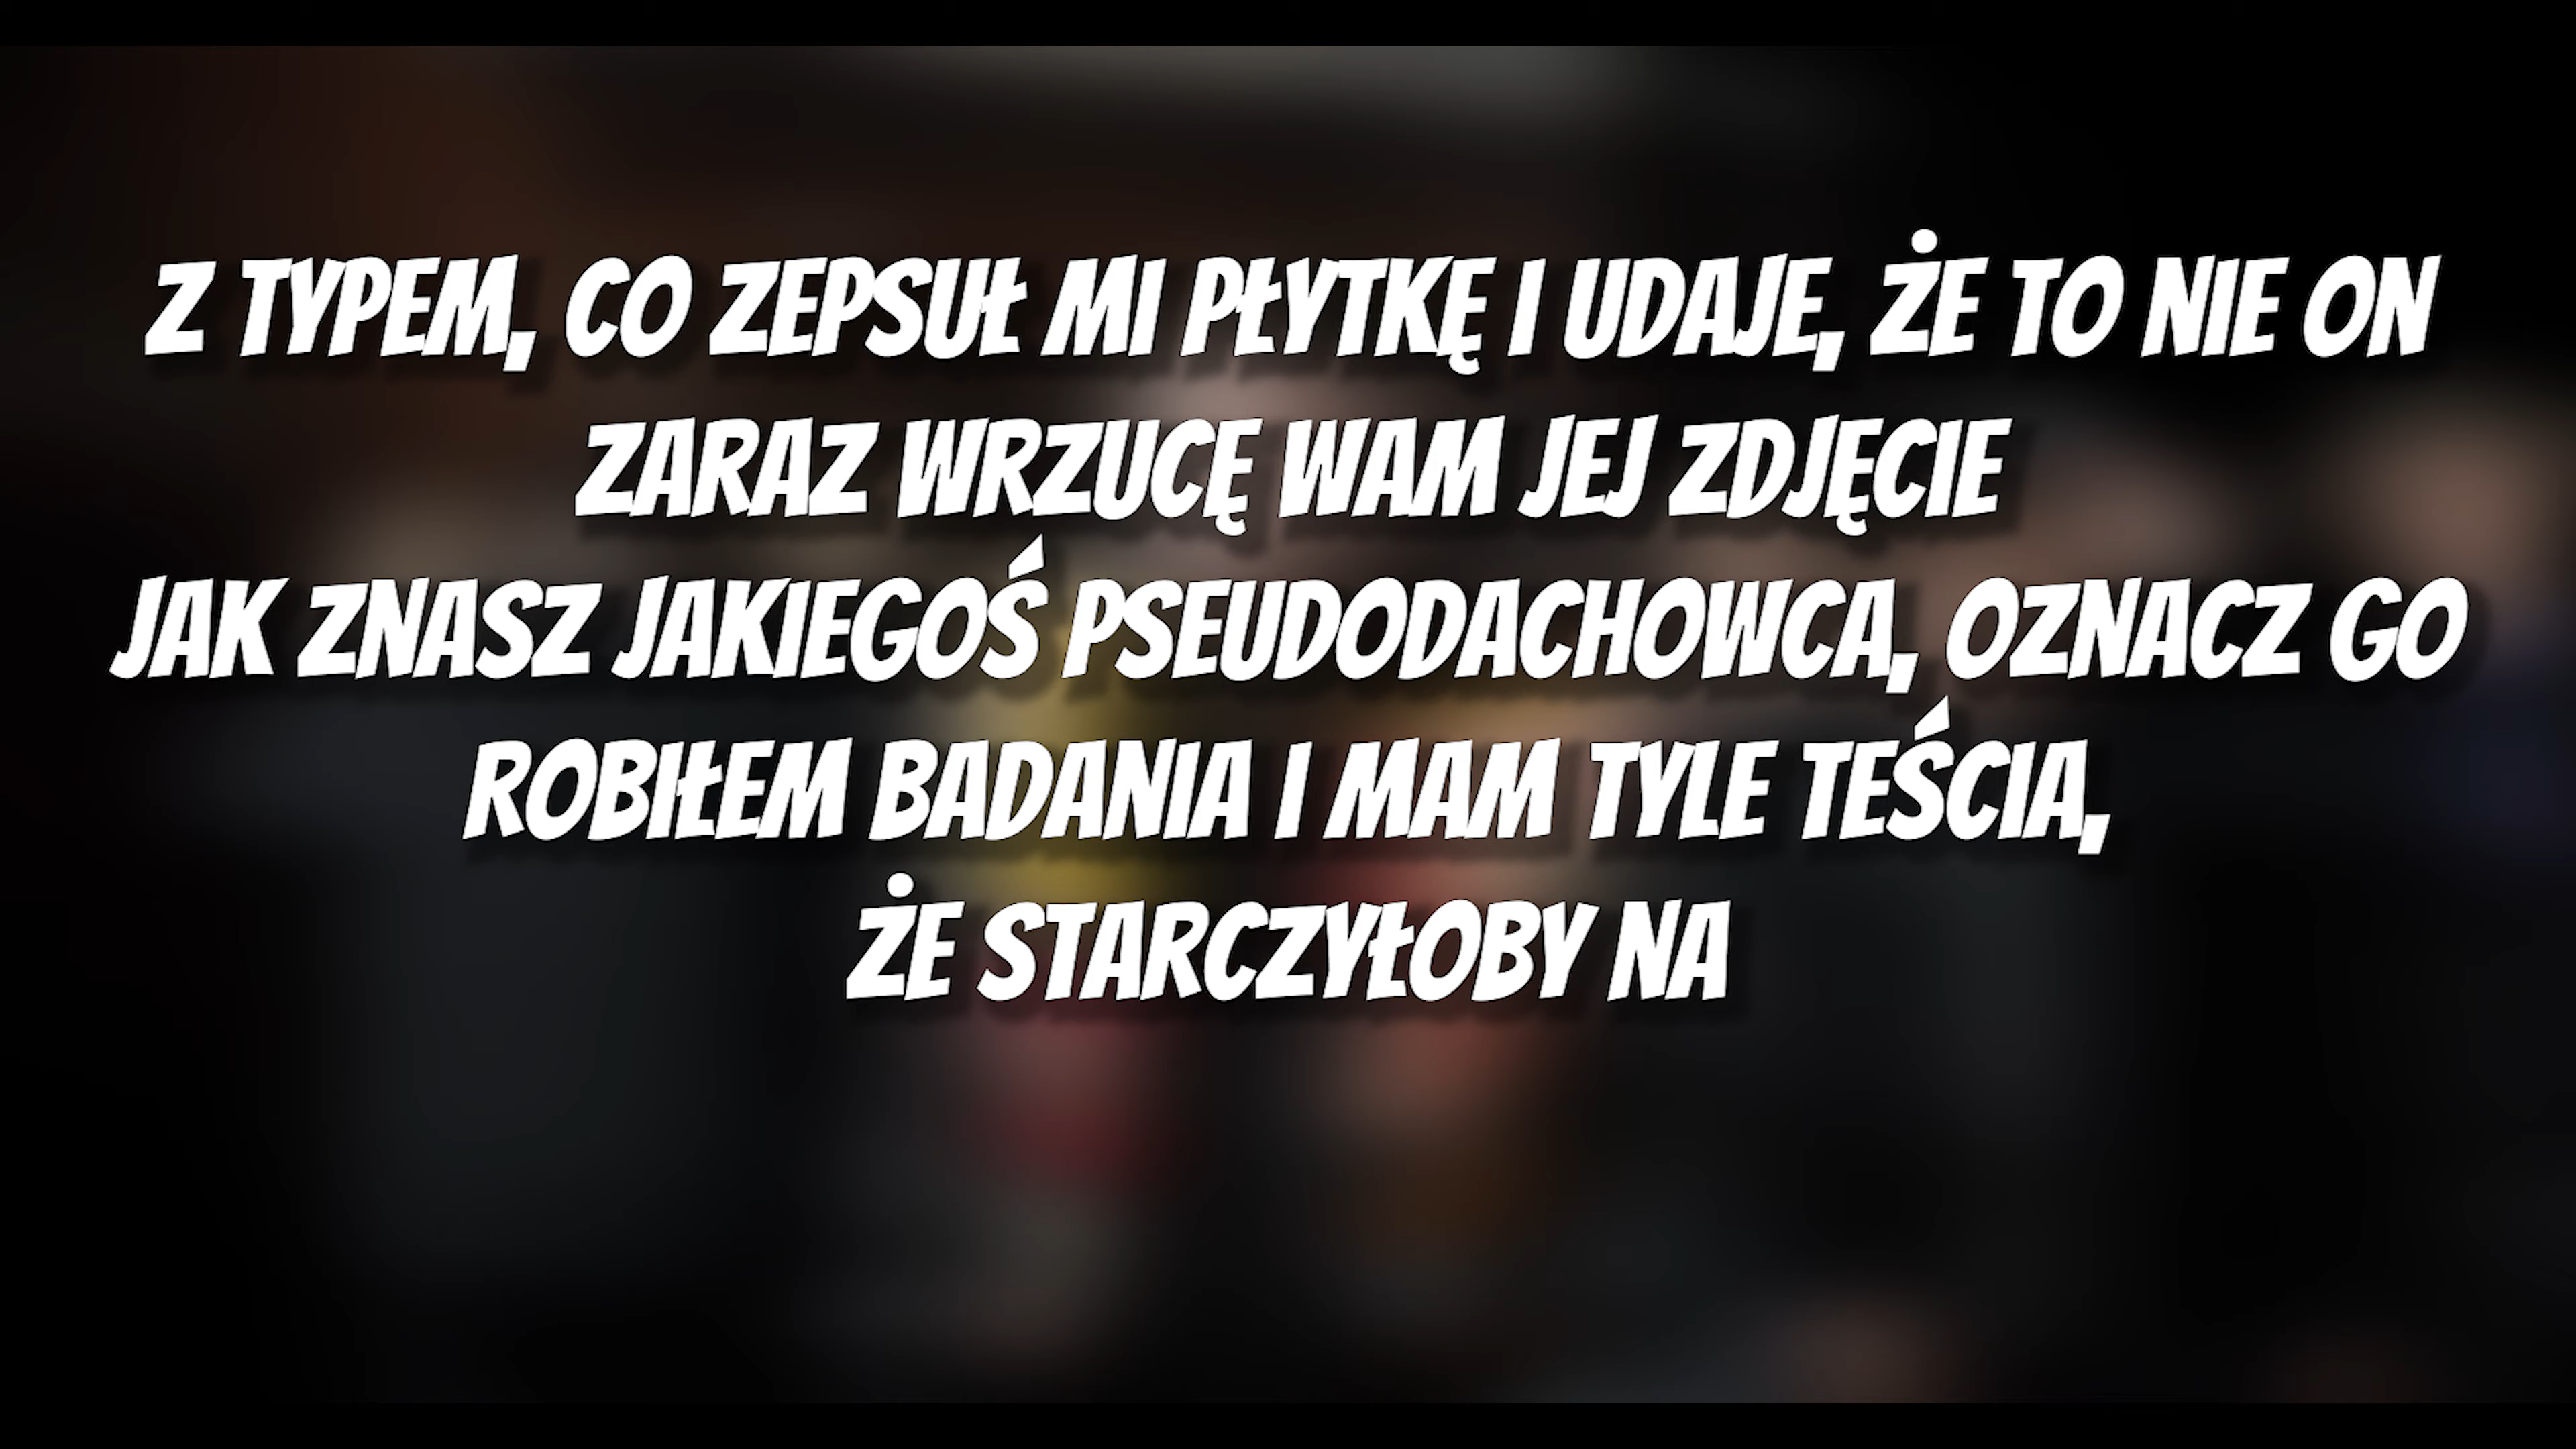 Z TYPEM, CO ZEPSUŁ MI PŁYTKĘ I UDAJE, ŻE TO NIE ON
ZARAZ WRZUCĘ WAM JEJ ZDJĘCIE
JAK ZNASZ JAKIEGOŚ PSEUDODACHOWCA, OZNACZ GO
ROBIŁEM BADANIA I MAM TYLE TEŚCIA,
ŻE STARCZYŁOBY NA